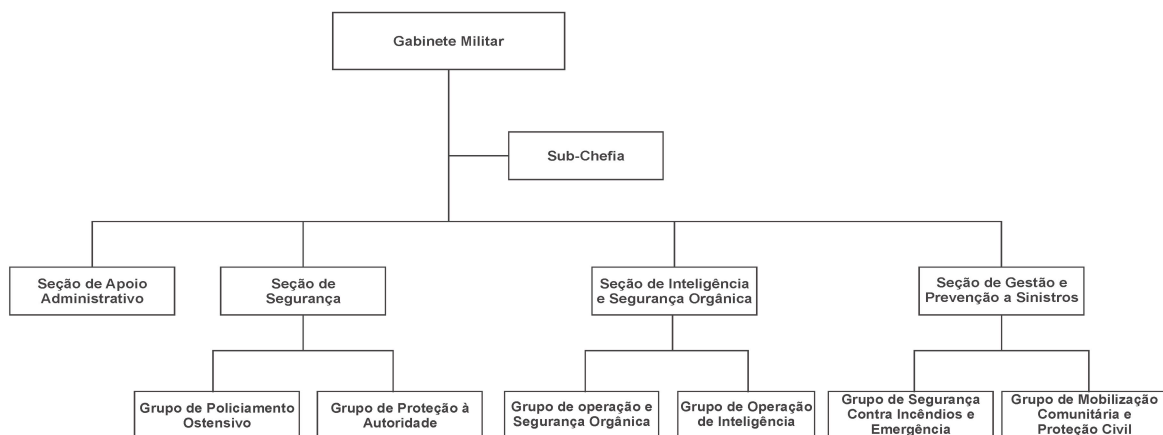 Gabinete Militar
Sub-Chefia
Seção de Apoio
Administrativo
Seção de
Segurança
Seção de Inteligência
e Segurança Orgânica
Seção de Gestão e
Prevenção a Sinistros
Grupo de Policiamento
Ostensivo
Grupo de Proteção à
Autoridade
Grupo de operação e
Segurança Orgânica
Grupo de Operação
de Inteligência
Grupo de Segurança
Contra Incêndios e
Emergência
Grupo de Mobilização
Comunitária e
Proteção Civil